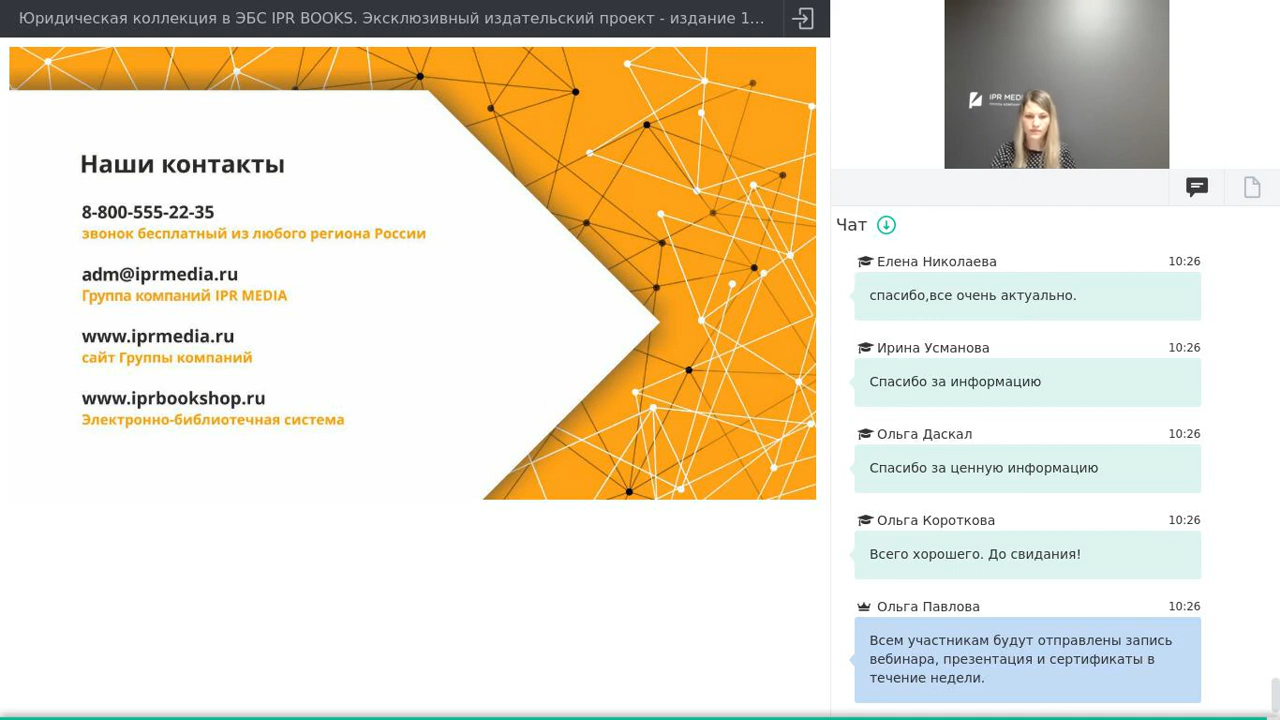 Юридическая коллекция в ЭБС IPR BOOKS. Эксклюзивный издательский проект - издание 1...
Наши контакты
8-800-555-22-35
звонок бесплатный из любого региона России
adm@iprmedia.ru
Группа компаний IPR MEDIA
www.iprmedia.ru
сайт Группы компаний
www.iprbookshop.ru
Электронно-библиотечная система
IPR MEDI
Чат
Елена Николаева 10:26
спасибо,все очень актуально.
Ирина Усманова 10:26
Спасибо за информацию
Ольга Даскал 10:26
Спасибо за ценную информацию
Ольга Короткова 10:26
Всего хорошего. До свидания!
Ольга Павлова 10:26
Всем участникам будут отправлены запись
вебинара, презентация и сертификаты в
течение недели.